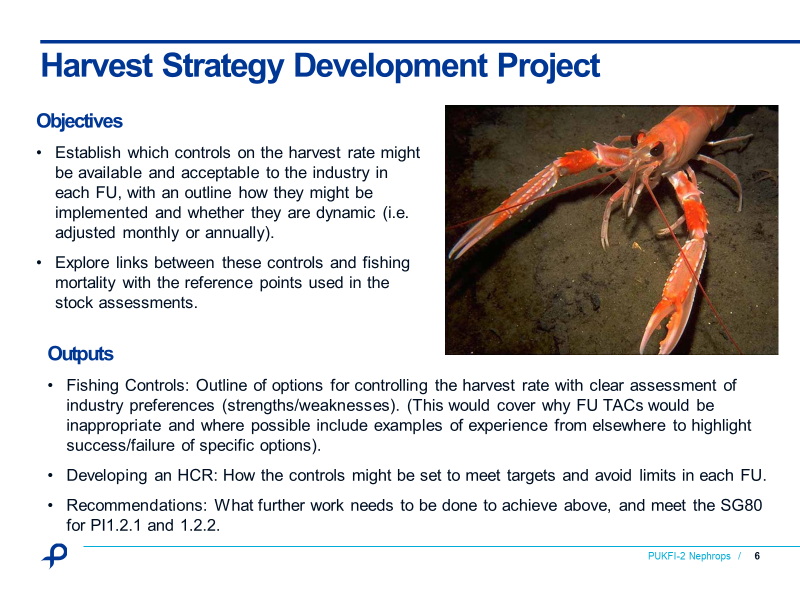 Harvest Strategy Development Project
Objectives
• Establish which controls on the harvest rate might
be available and acceptable to the industry in
each FU, with an outline how they might be
implemented and whether they are dynamic (i.e.
adjusted monthly or annually).
• Explore links between these controls and fishing
mortality with the reference points used in the
stock assessments.
Outputs
• Fishing Controls: Outline of options for controlling the harvest rate with clear assessment of
industry preferences (strengths/weaknesses). (This would cover why FU TACs would be
inappropriate and where possible include examples of experience from elsewhere to highlight
success/failure of specific options).
• Developing an HCR: How the controls might be set to meet targets and avoid limits in each FU.
• Recommendations: What further work needs to be done to achieve above, and meet the SG80
for PI1.2.1 and 1.2.2.
PUKFI-2 Nephrops / 6